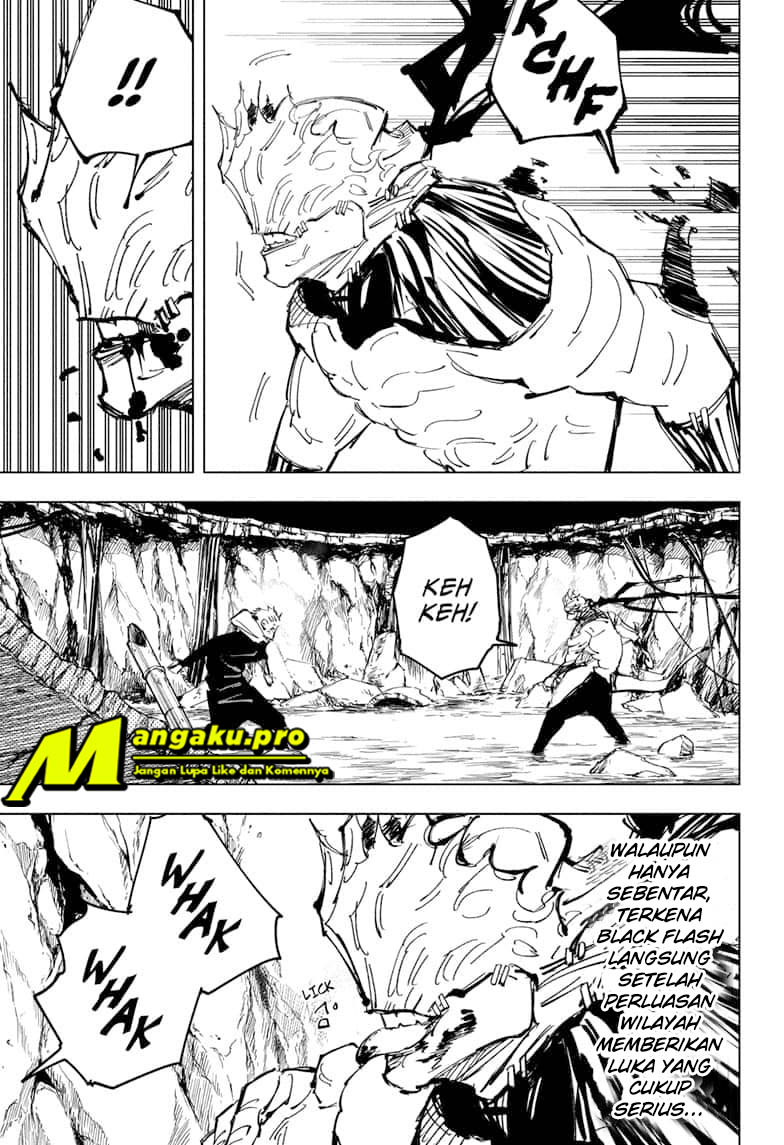 KCHF
!!
KEH
KEH!
Mangaku.pro
Jangan Lupa Like dan Komennya
WALAUPUN
HANYA
SEBENTAR,
TERKENA
BLACK FLASH
LANGSUNG
SETELAH
PERLUASAN
WILAYAH
MEMBERIKAN
LUKA YANG
CUKUP
SERIUS...
WHAK
WHAK
LICK